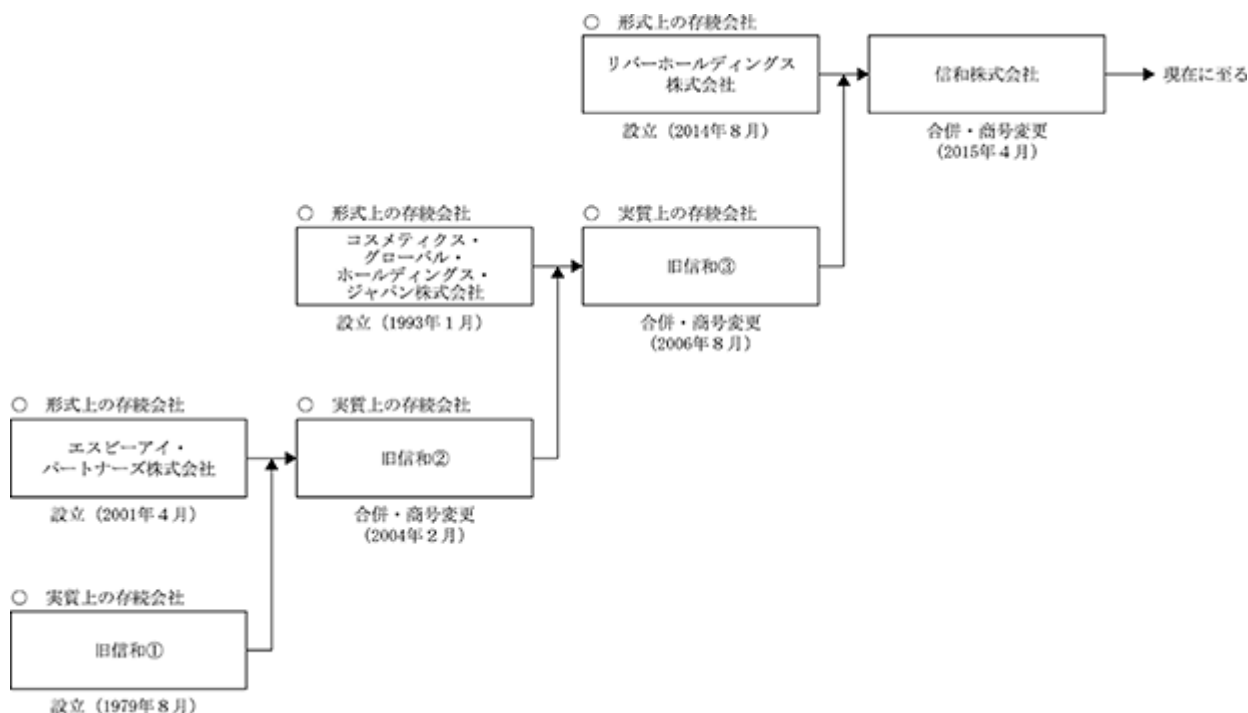 ○ 形式上の存続会社
リバーホールディングス
株式会社
設立（2014年８月）
信和株式会社
合併・商号変更
（2015年４月）
現在に至る
○ 形式上の存続会社
コスメティクス・
グローバル・
ホールディングス・
ジャパン株式会社
設立（1993年１月）
○ 実質上の存続会社
旧信和③
合併・商号変更
（2006年８月）
○ 形式上の存続会社
エスビーアイ・
パートナーズ株式会社
設立（2001年４月）
○ 実質上の存続会社
旧信和②
合併・商号変更
（2004年２月）
○ 実質上の存続会社
旧信和①
設立（1979年８月）